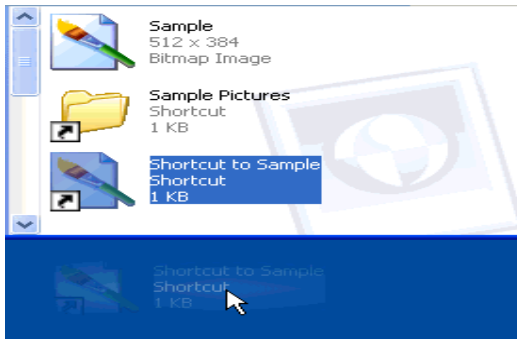 Sample
512 x 384
Bitmap Image
Sample Pictures
Shortcut
1 KB
Shortcut to Sample
Shortcut
1 KB
Shortcut to Sample
Shortcut
1 KB